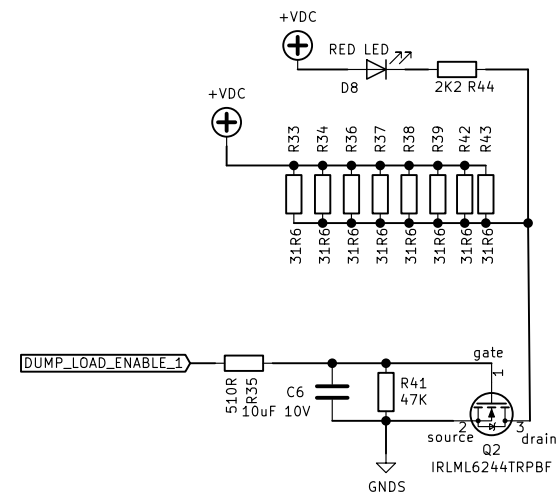 +VDC
RED LED
D8
2K2 R44
+VDC
R33
R34
R36
R37
R38
R39
R42
R43
31R6
31R6
31R6
31R6
31R6
31R6
31R6
31R6
DUMP_LOAD_ENABLE_1
510R
R35
C6
10uF 10V
R41
47K
gate
1
2
3
source
drain
Q2
IRLML6244TRPBF
GNDS